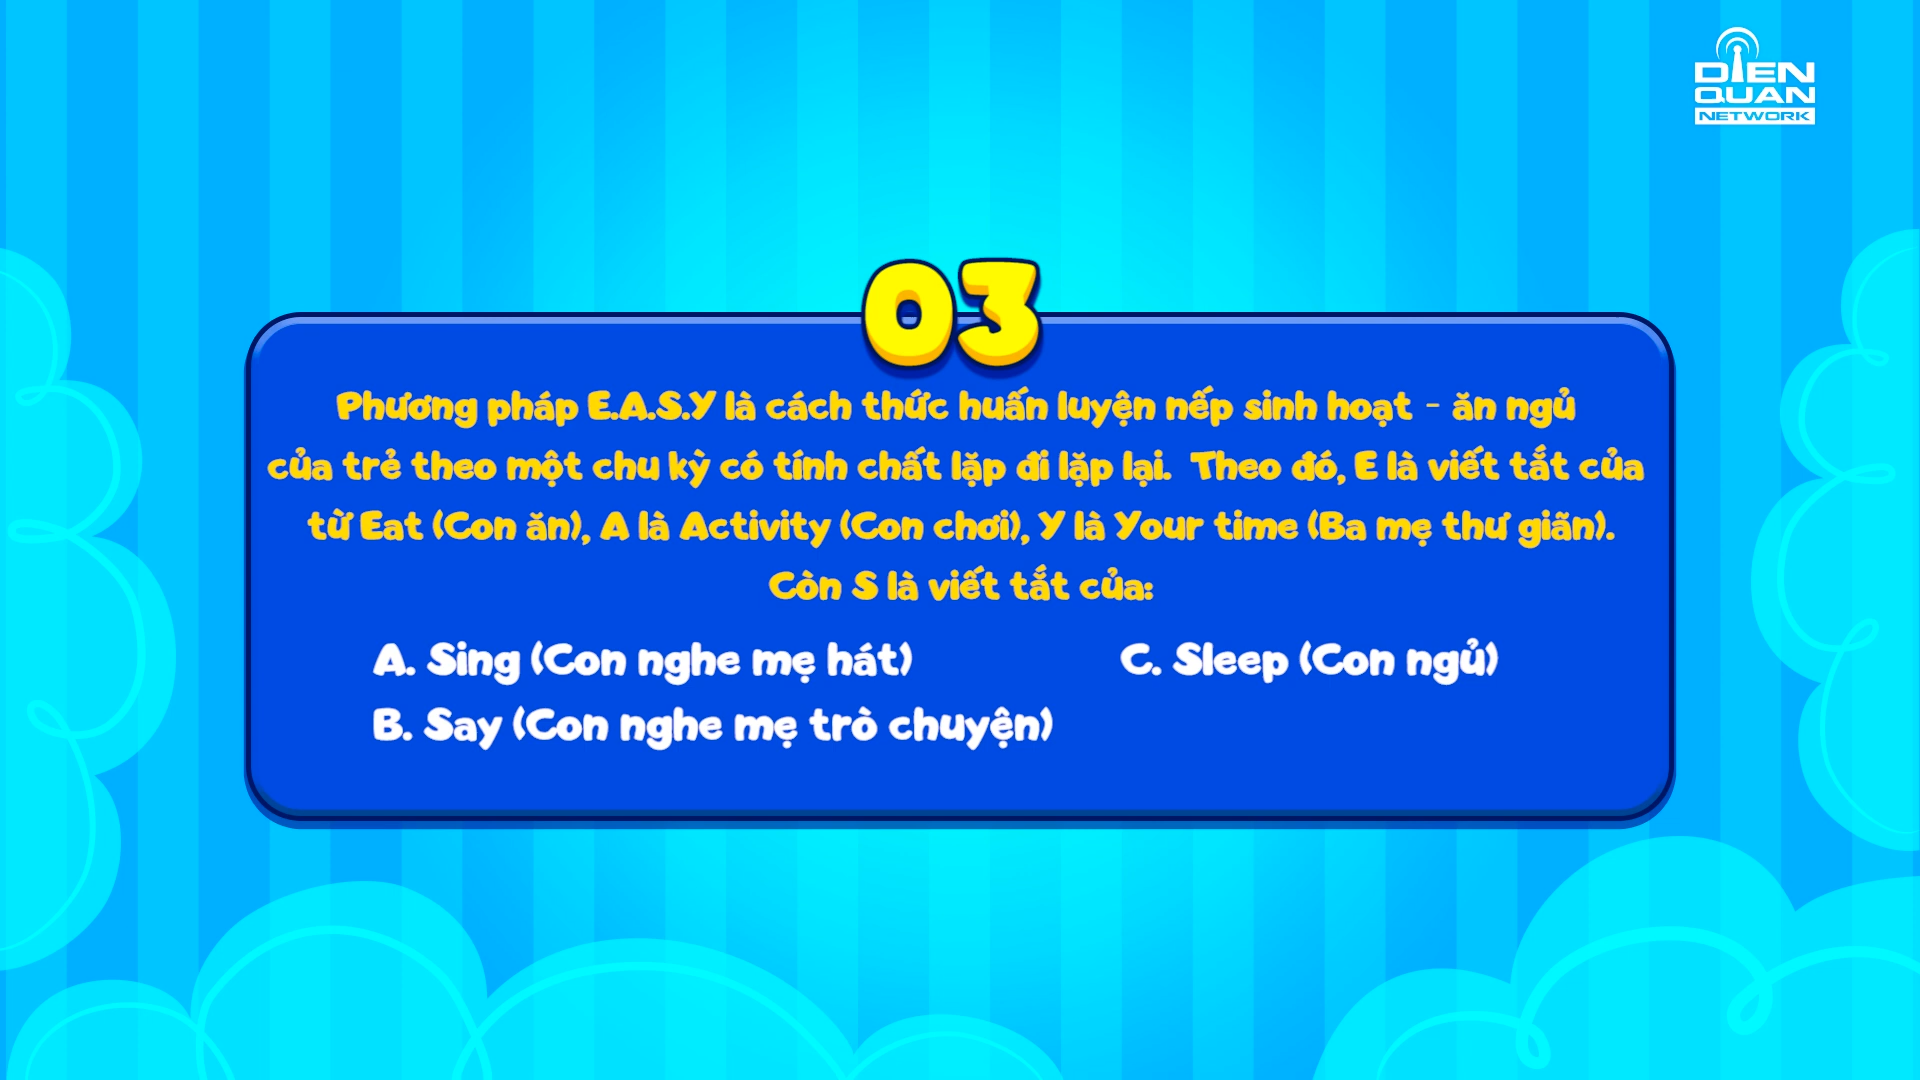 DIEN
QUAN
NETWORK
03
Phương pháp E.A.S.Y là cách thức huấn luyện nếp sinh hoạt - ăn ngủ
của trẻ theo một chu kỳ có tính chất lặp đi lặp lại. Theo đó, E là viết tắt của
từ Eat (Con ăn), A là Activity (Con chơi), Y là Your time (Ba mẹ thư giãn).
Còn S là viết tắt của:
A. Sing (Con nghe mẹ hát)
B. Say (Con nghe mẹ trò chuyện)
C. Sleep (Con ngủ)